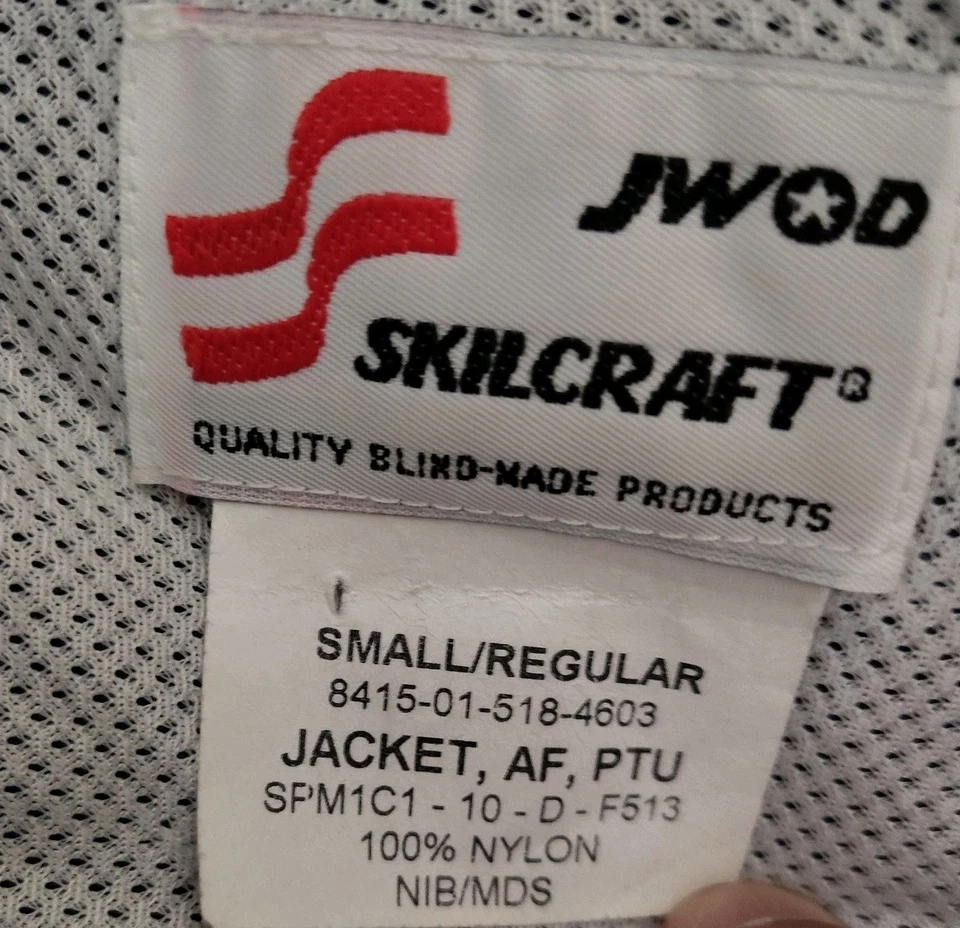 JWOD
SKILCRAFT®
QUALITY BLIND-MADE PRODUCTS
SMALL/REGULAR
8415-01-518-4603
JACKET, AF, PTU
SPM1C1 - 10 - D - F513
100% NYLON
NIB/MDS